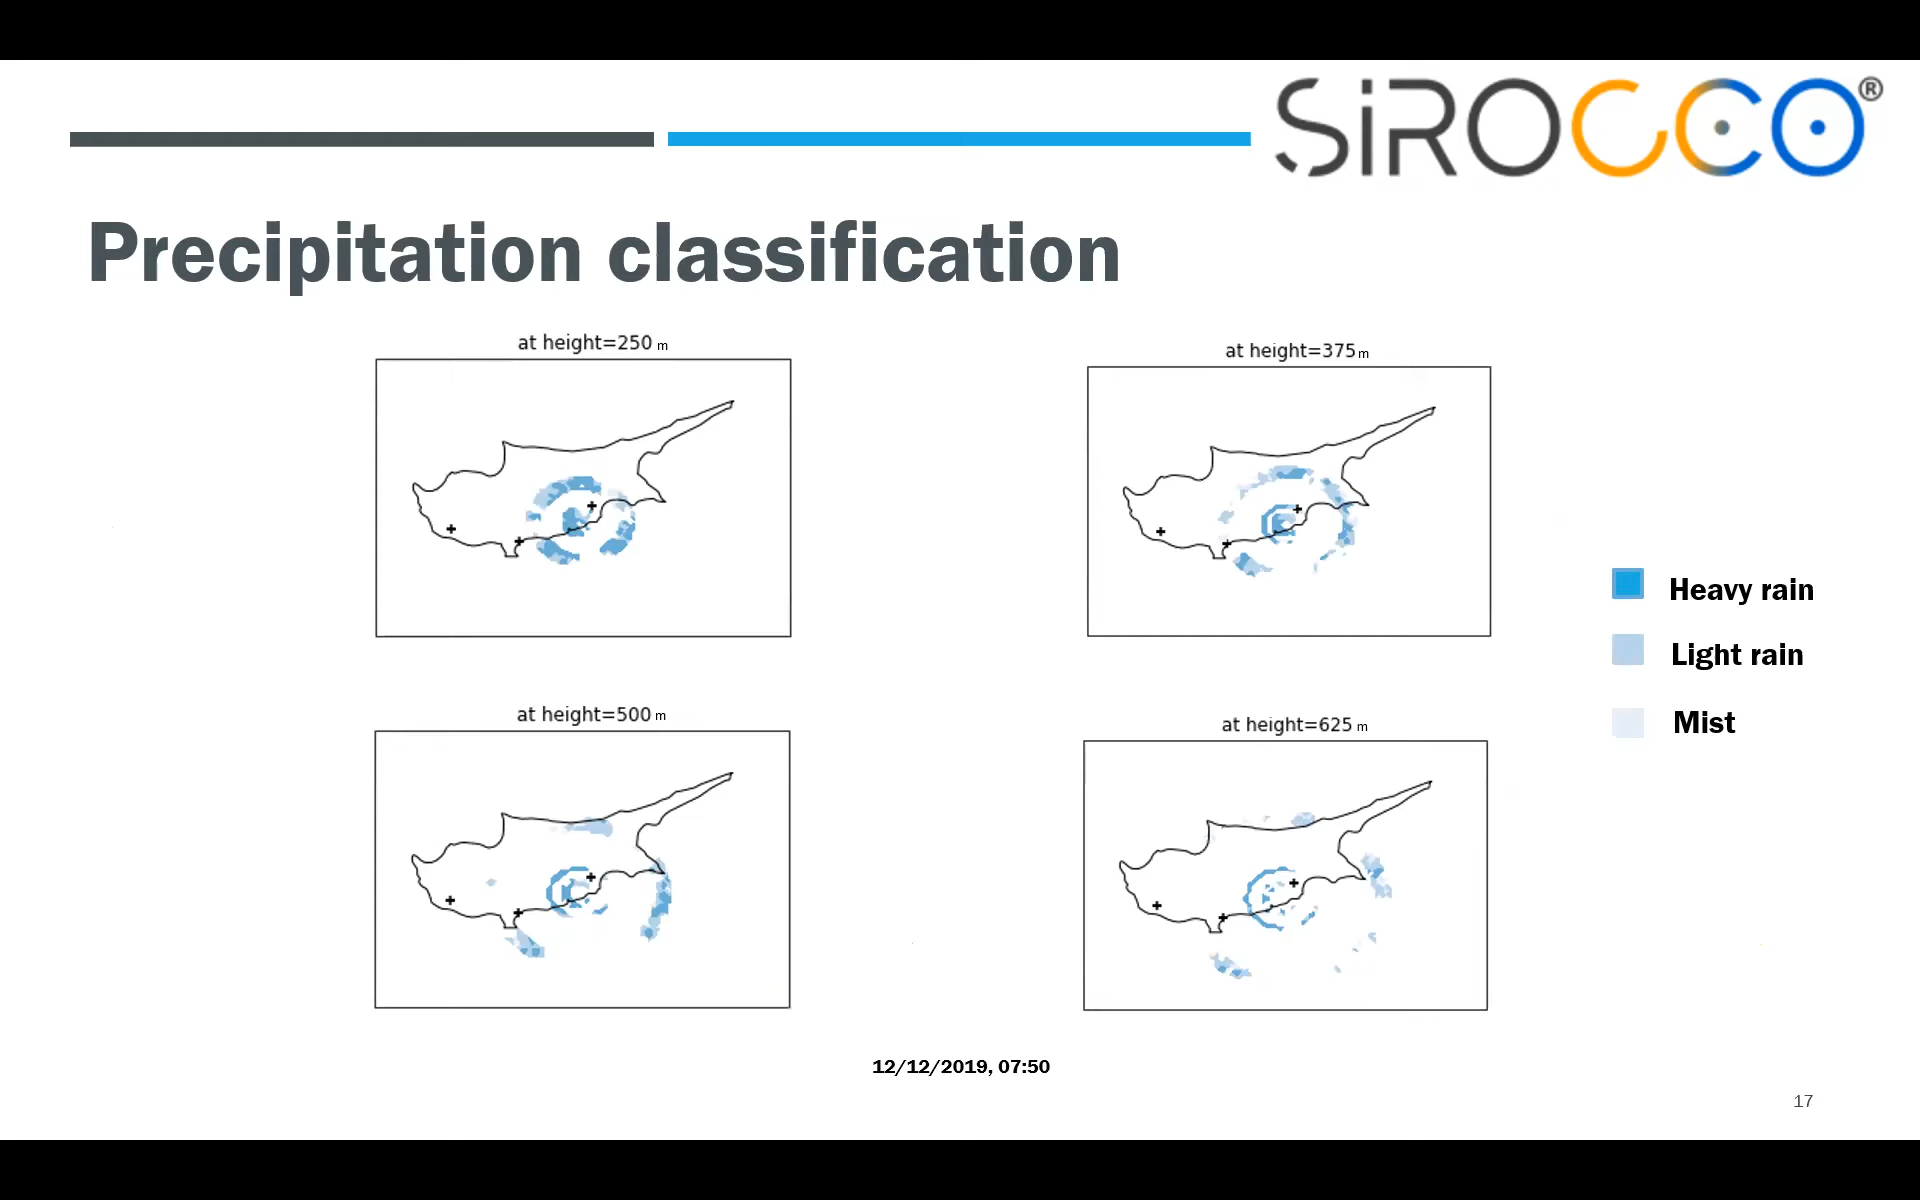 SiROCCO®
Precipitation classification
at height=250 m
at height=375 m
Heavy rain
Light rain
Mist
at height=500 m
at height=625 m
12/12/2019, 07:50
17